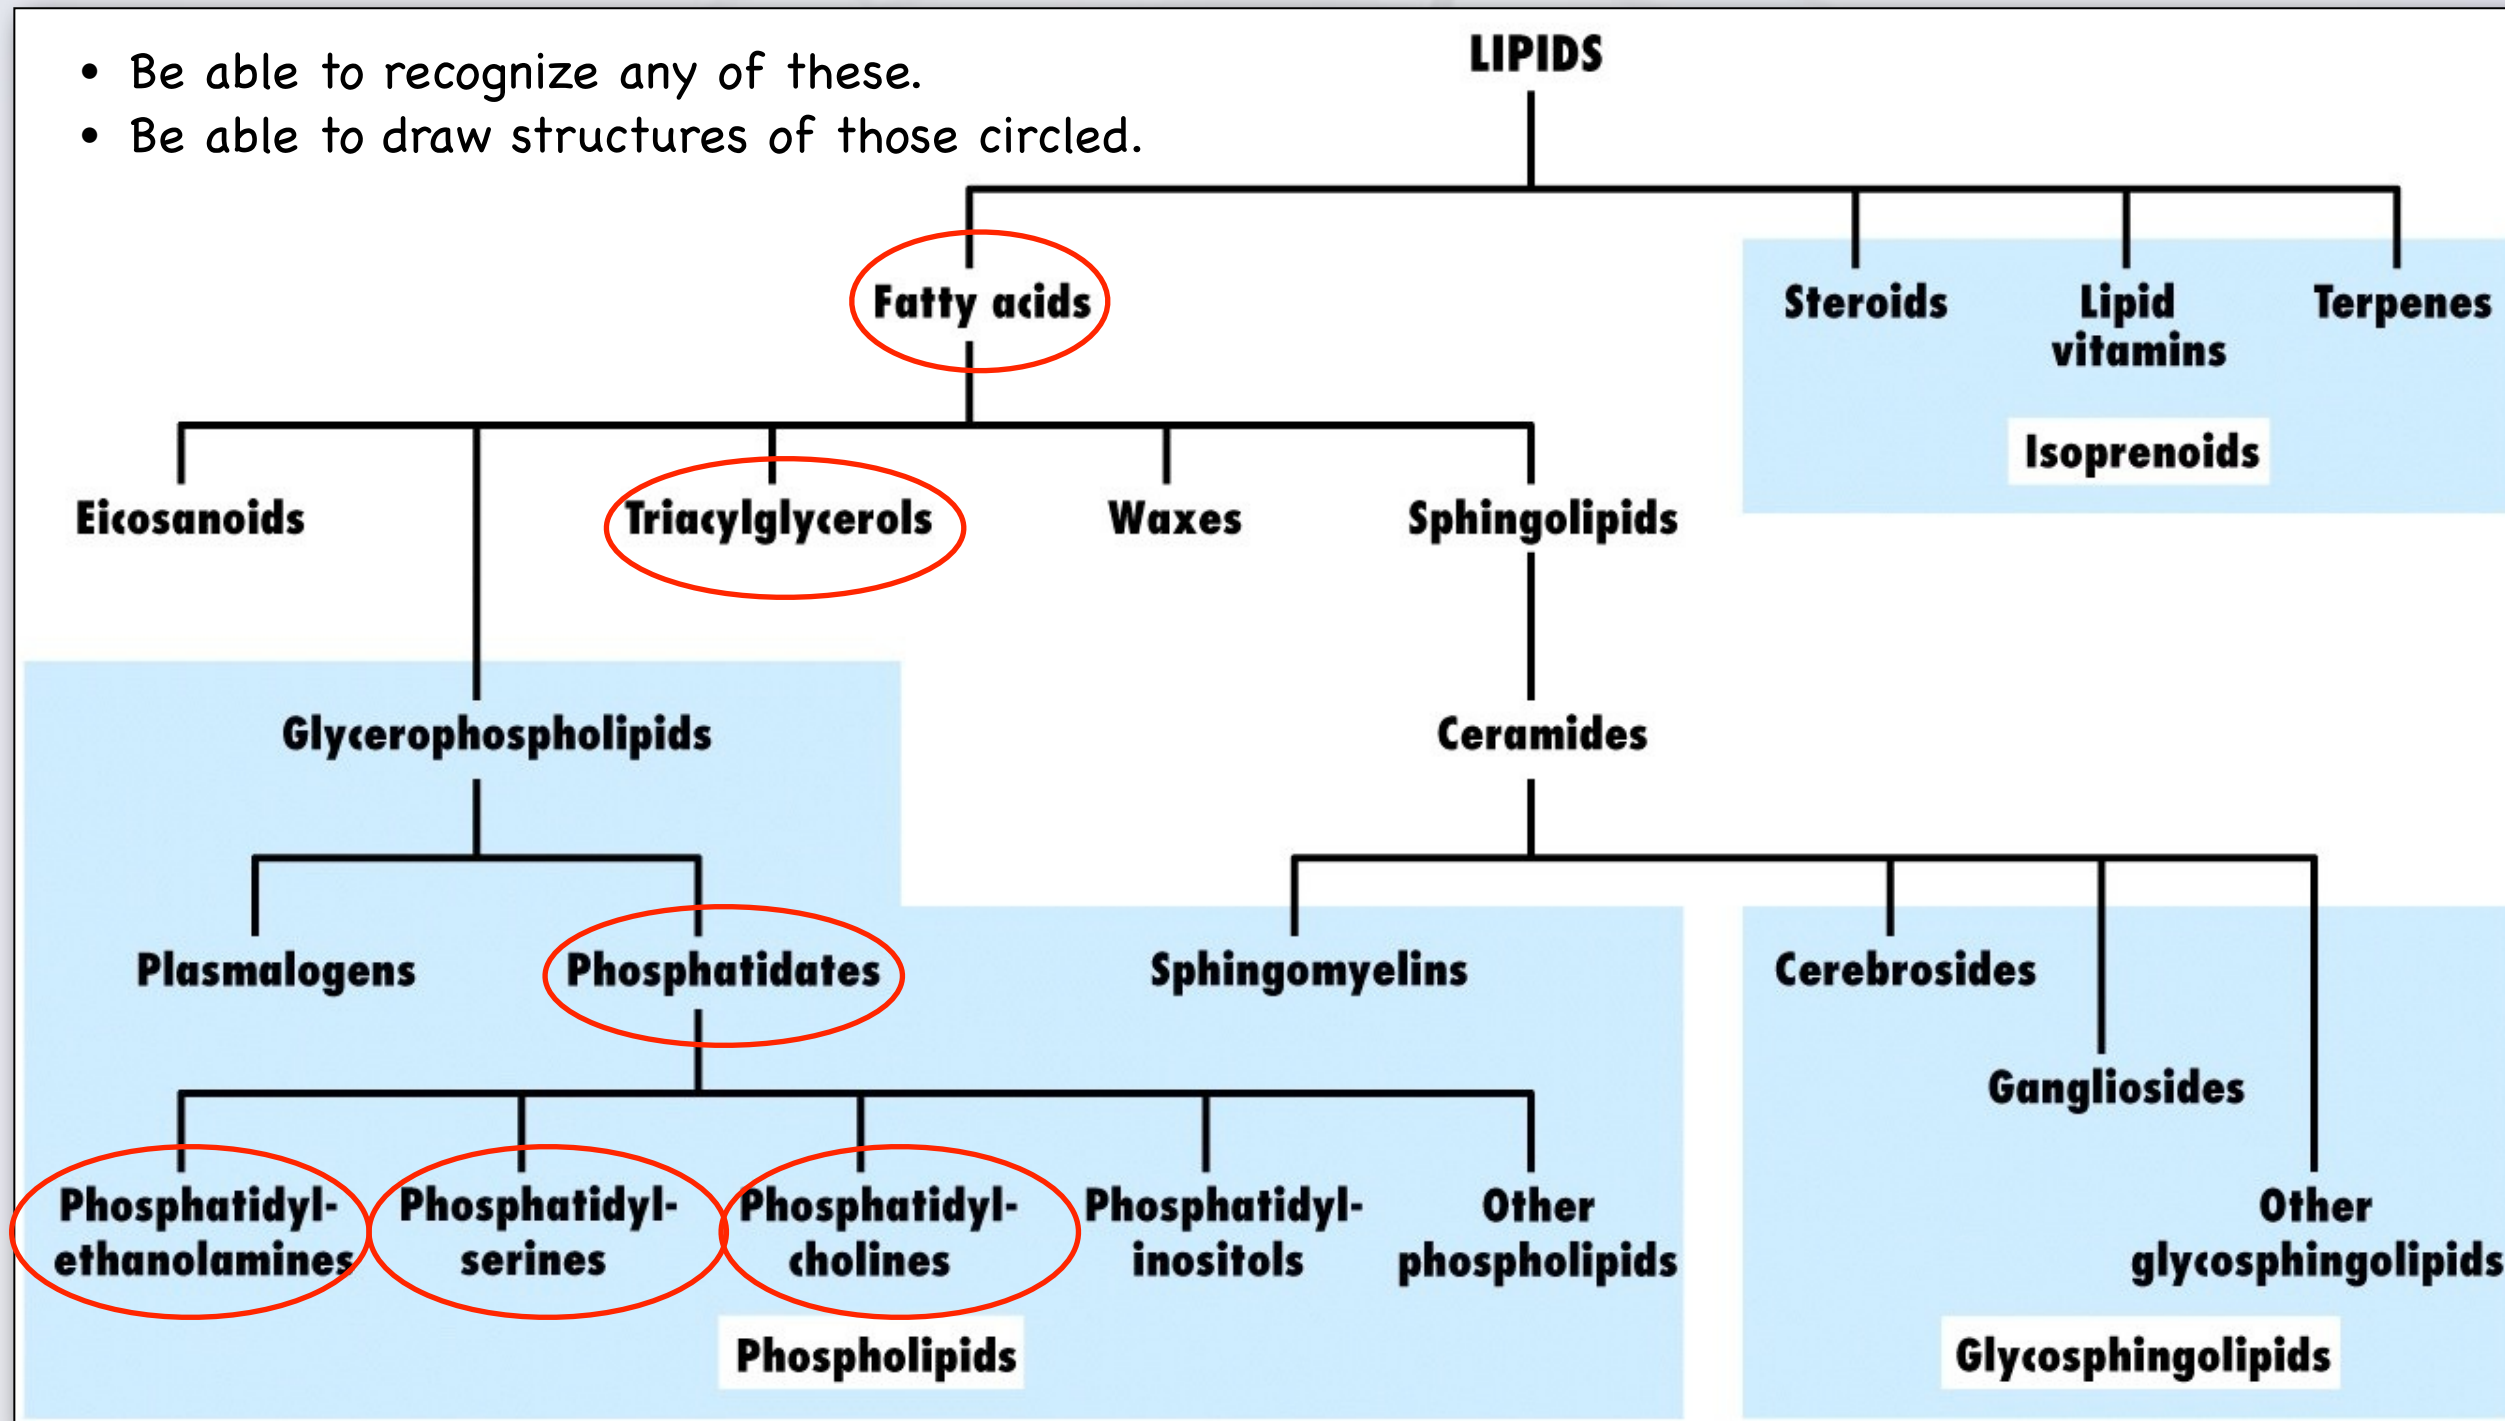 • Be able to recognize any of these.
• Be able to draw structures of those circled.
LIPIDS
Fatty acids
Steroids
Lipid
vitamins
Terpenes
Isoprenoids
Eicosanoids
Triacylglycerols
Waxes
Sphingolipids
Glycerophospholipids
Ceramides
Plasmalogens
Phosphatidates
Sphingomyelins
Cerebrosides
Gangliosides
Phosphatidyl-
ethanolamines
Phosphatidyl-
serines
Phosphatidyl-
cholines
Phosphatidyl-
inositols
Other
phospholipids
Other
glycosphingolipids
Phospholipids
Glycosphingolipids